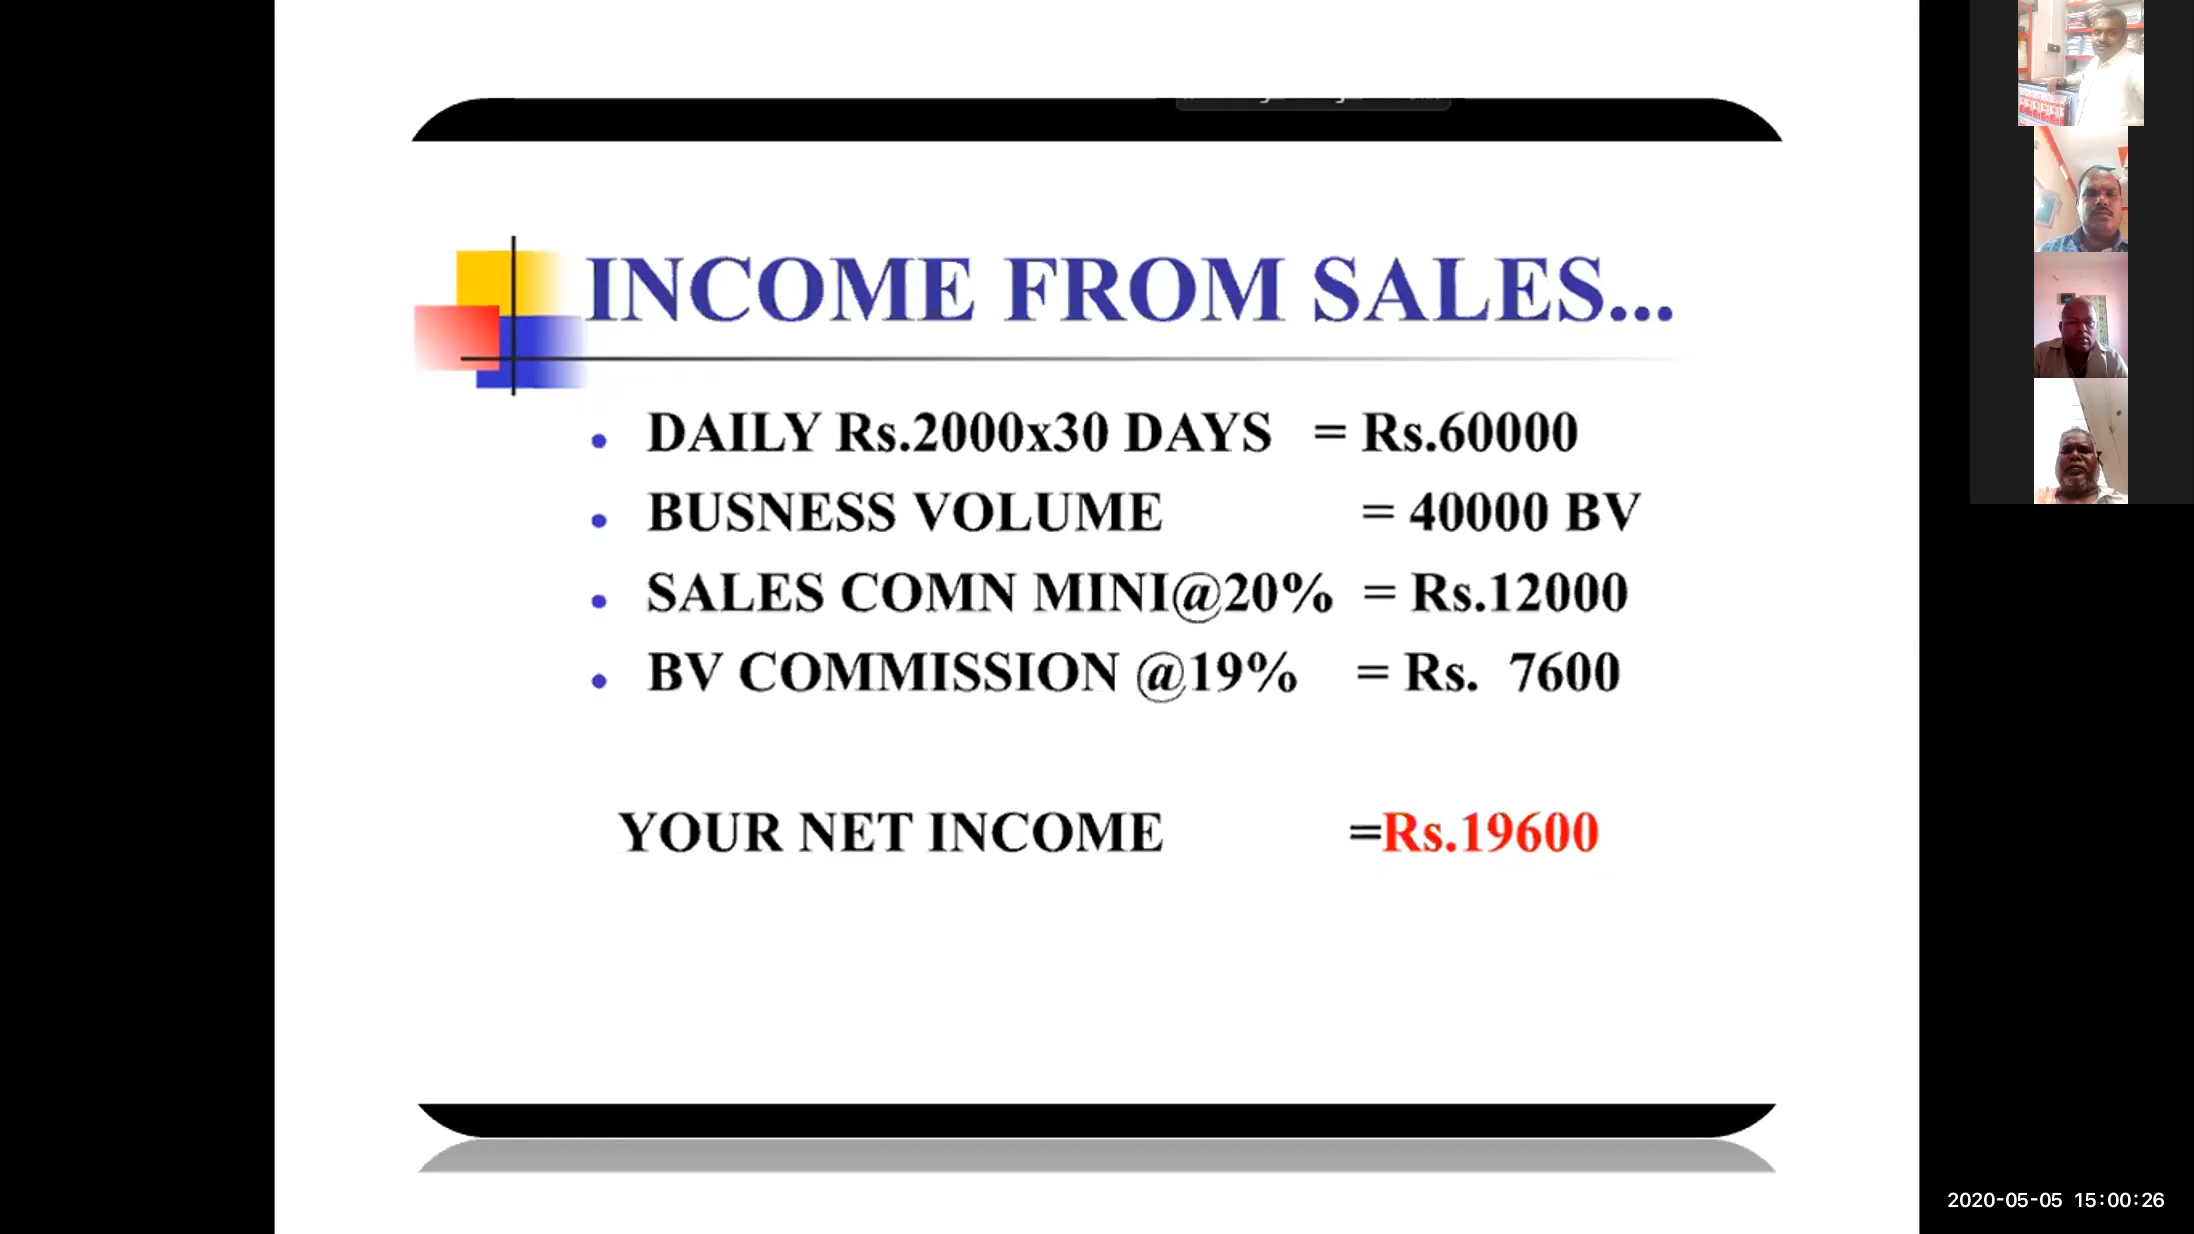 INCOME FROM SALES...
• DAILY Rs.2000x30 DAYS = Rs.60000
• BUSNESS VOLUME = 40000 BV
• SALES COMN MINI@20% = Rs.12000
• BV COMMISSION @19% = Rs. 7600
YOUR NET INCOME =Rs.19600
2020-05-05 15:00:26